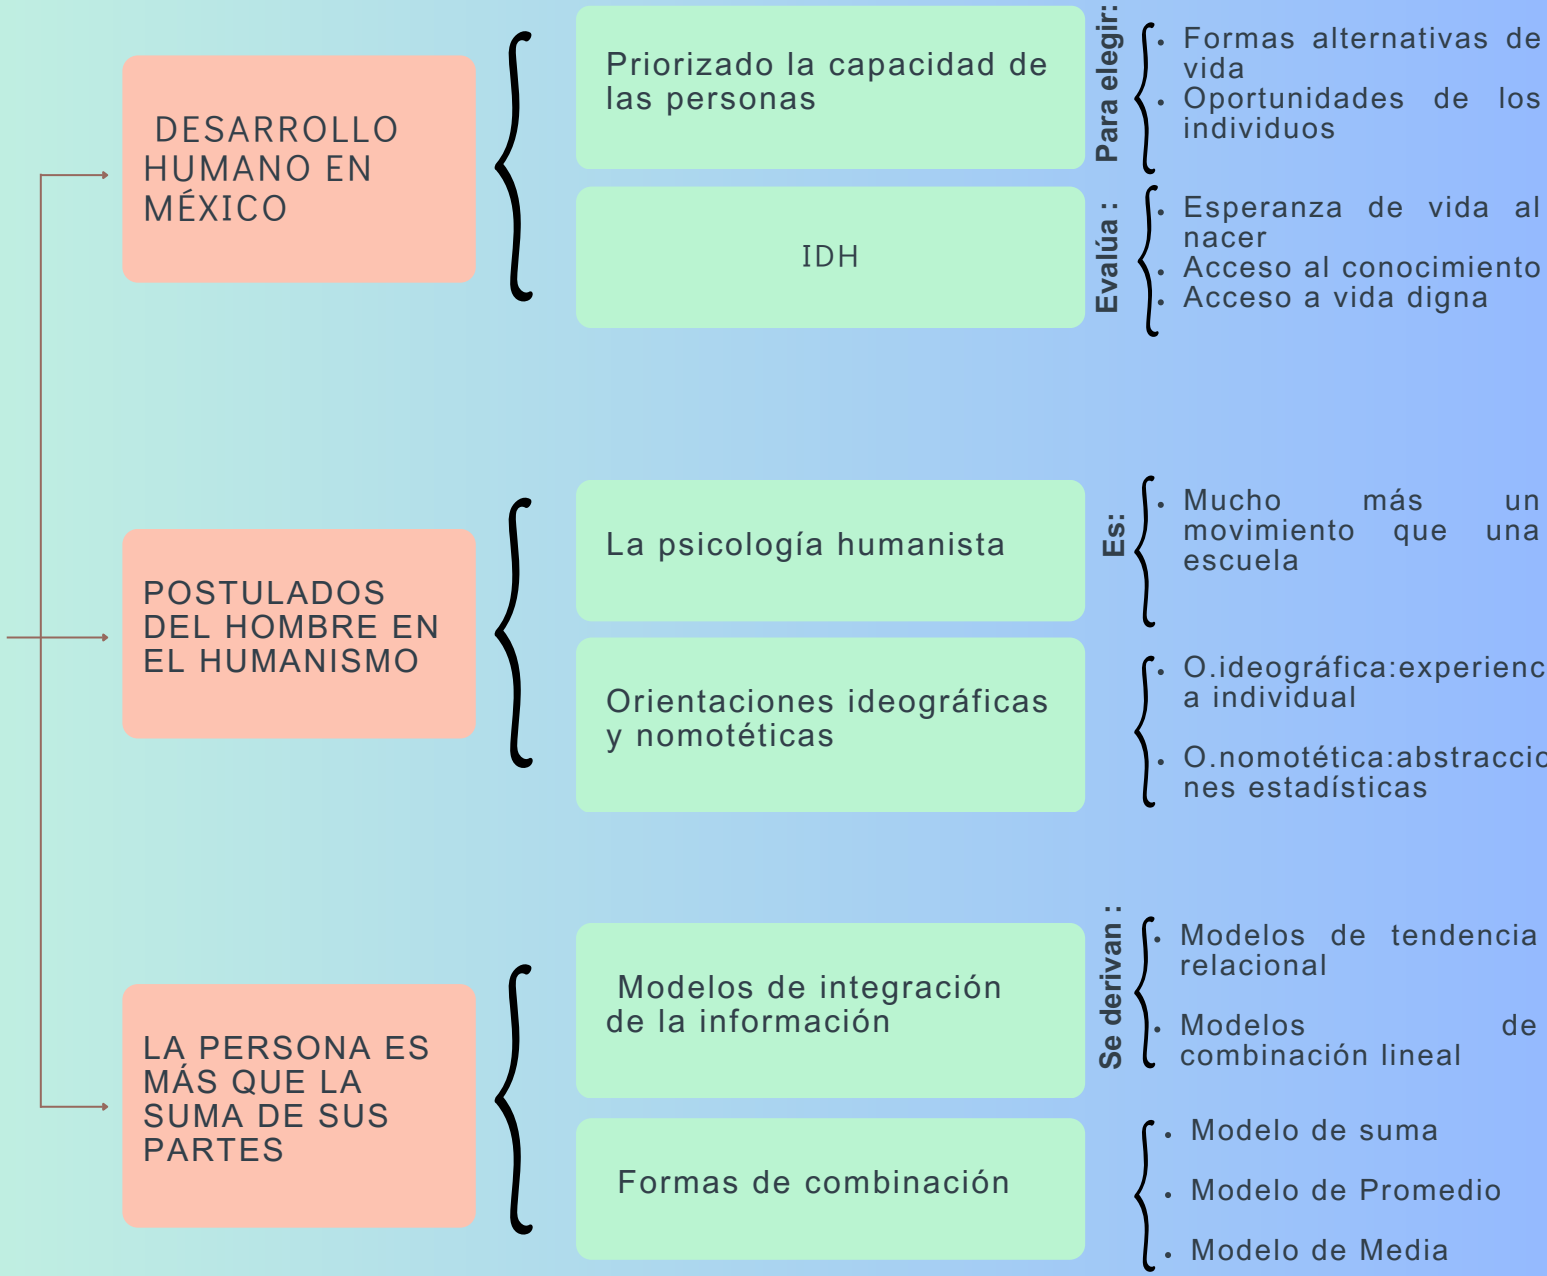 DESARROLLO
HUMANO EN
MÉXICO
Priorizado la capacidad de
las personas
Para elegir:
Formas alternativas de
vida
Oportunidades de los
individuos
IDH
Evalúa :
Esperanza de vida al
nacer
Acceso al conocimiento
Acceso a vida digna
POSTULADOS
DEL HOMBRE EN
EL HUMANISMO
La psicología humanista
Es:
Mucho más un
movimiento que una
escuela
Orientaciones ideográficas
y nomotéticas
O.ideográfica:experienc
a individual
O.nomotética:abstraccio
nes estadísticas
LA PERSONA ES
MÁS QUE LA
SUMA DE SUS
PARTES
Modelos de integración
de la información
Se derivan :
Modelos de tendencia
relacional
Modelos de
combinación lineal
Formas de combinación
Modelo de suma
Modelo de Promedio
Modelo de Media